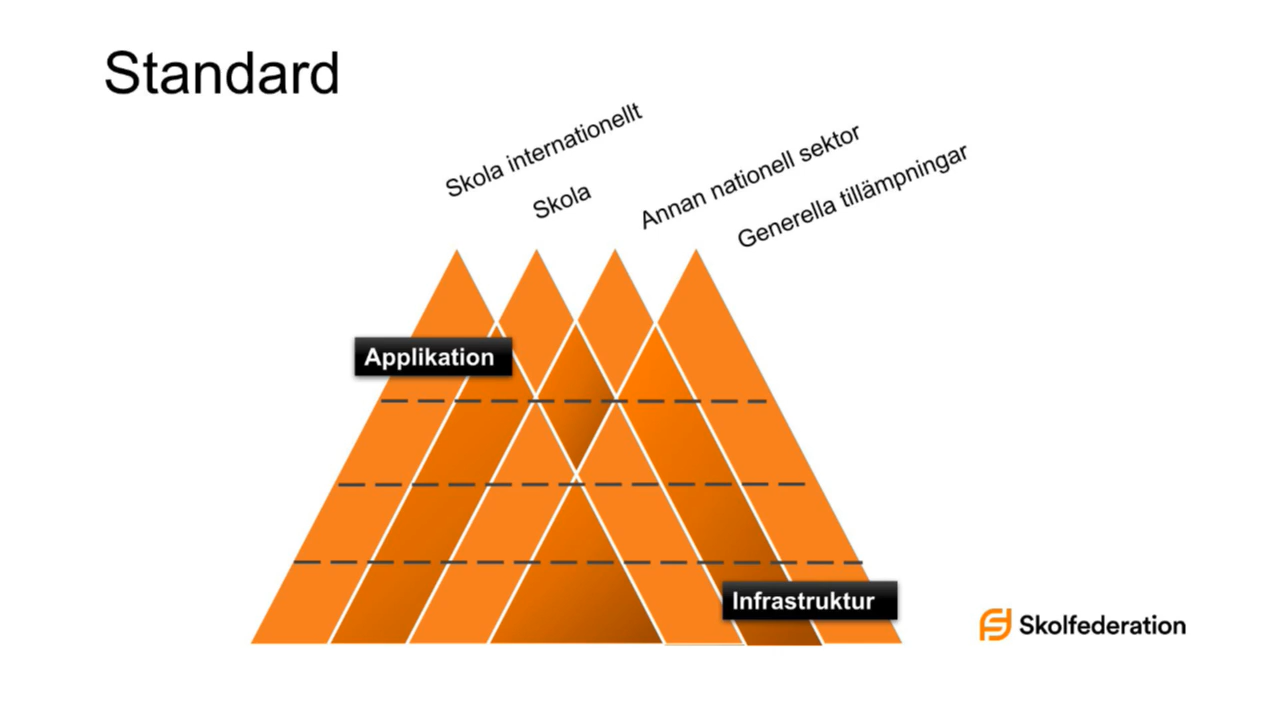 Standard
Skola internationellt
Skola
Annan nationell sektor
Generella tillämpningar
Applikation
Infrastruktur
Skolfederation